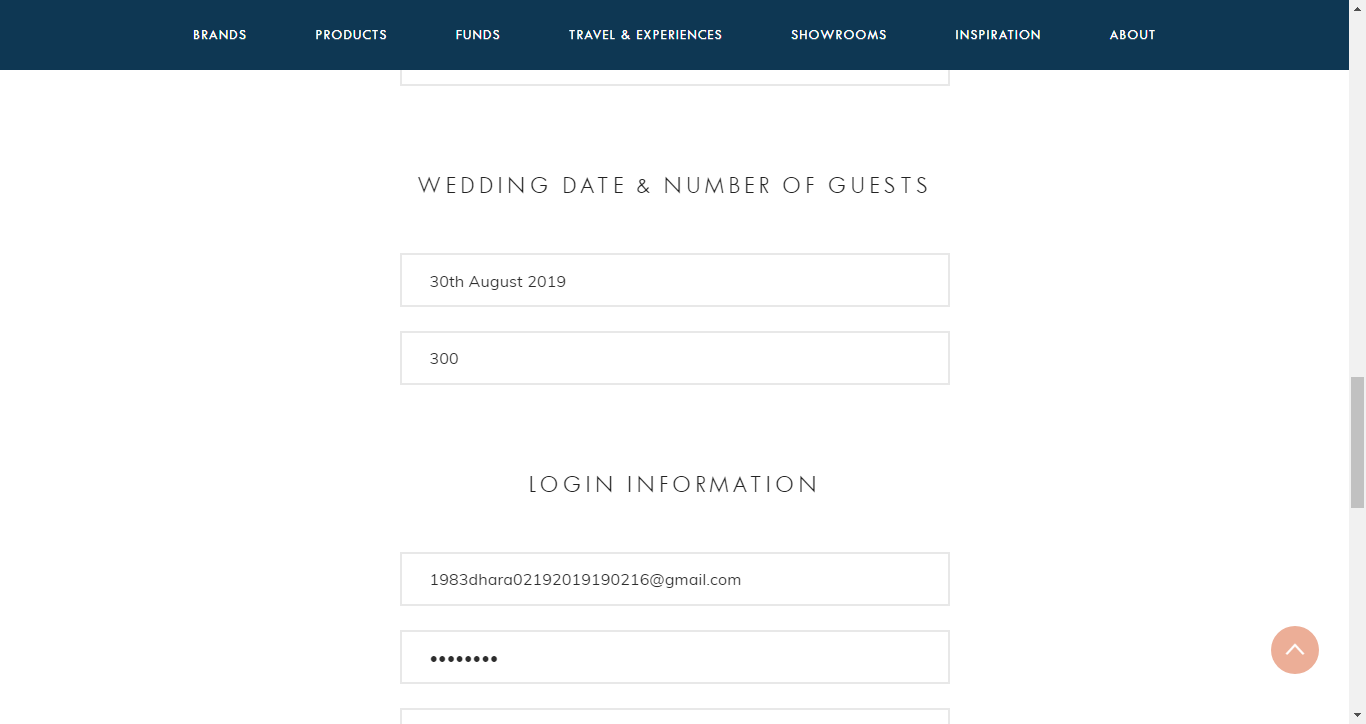 BRANDS PRODUCTS FUNDS TRAVEL & EXPERIENCES SHOWROOMS INSPIRATION ABOUT
WEDDING DATE & NUMBER OF GUESTS
30th August 2019
300
LOGIN INFORMATION
1983dhara02192019190216@gmail.com
••••••••